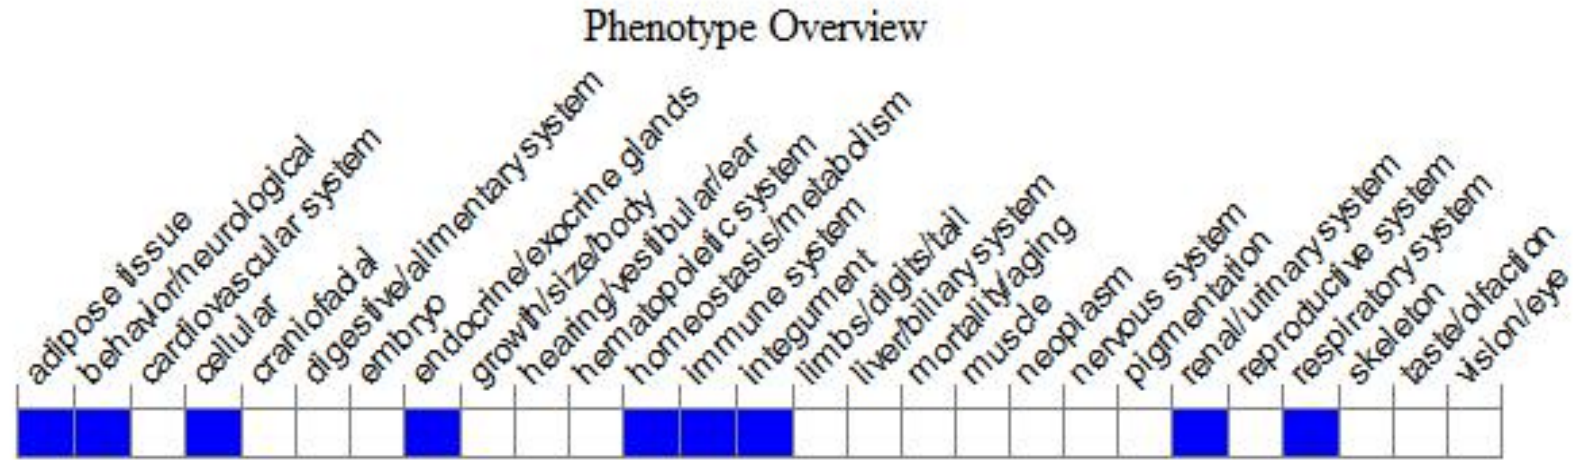 Phenotype Overview
adipose tissue
behavior/neurological
cardiovascular system
cellular
craniofacial
digestive/alimentary system
embryo
endocrine/exocrine glands
growth/size/body
hearing/vestibular/ear
hematopoietic system
homeostasis/metabolism
immune system
integument
limbs/digits/tail
liver/biliary system
mortality/aging
muscle
neoplasm
nervous system
pigmentation
renal/urinary system
reproductive system
respiratory system
skeleton
taste/olfaction
vision/eye